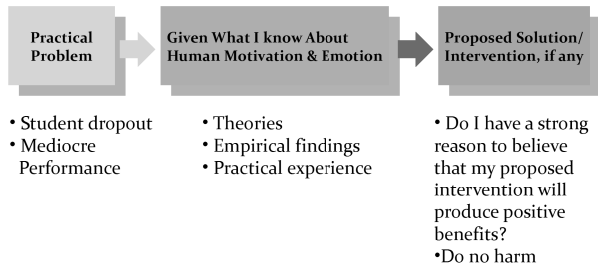 Practical
Problem
Given What I know About
Human Motivation & Emotion
Proposed Solution/
Intervention, if any
• Student dropout
• Mediocre
Performance
• Theories
• Empirical findings
• Practical experience
• Do I have a strong
reason to believe
that my proposed
intervention will
produce positive
benefits?
•Do no harm